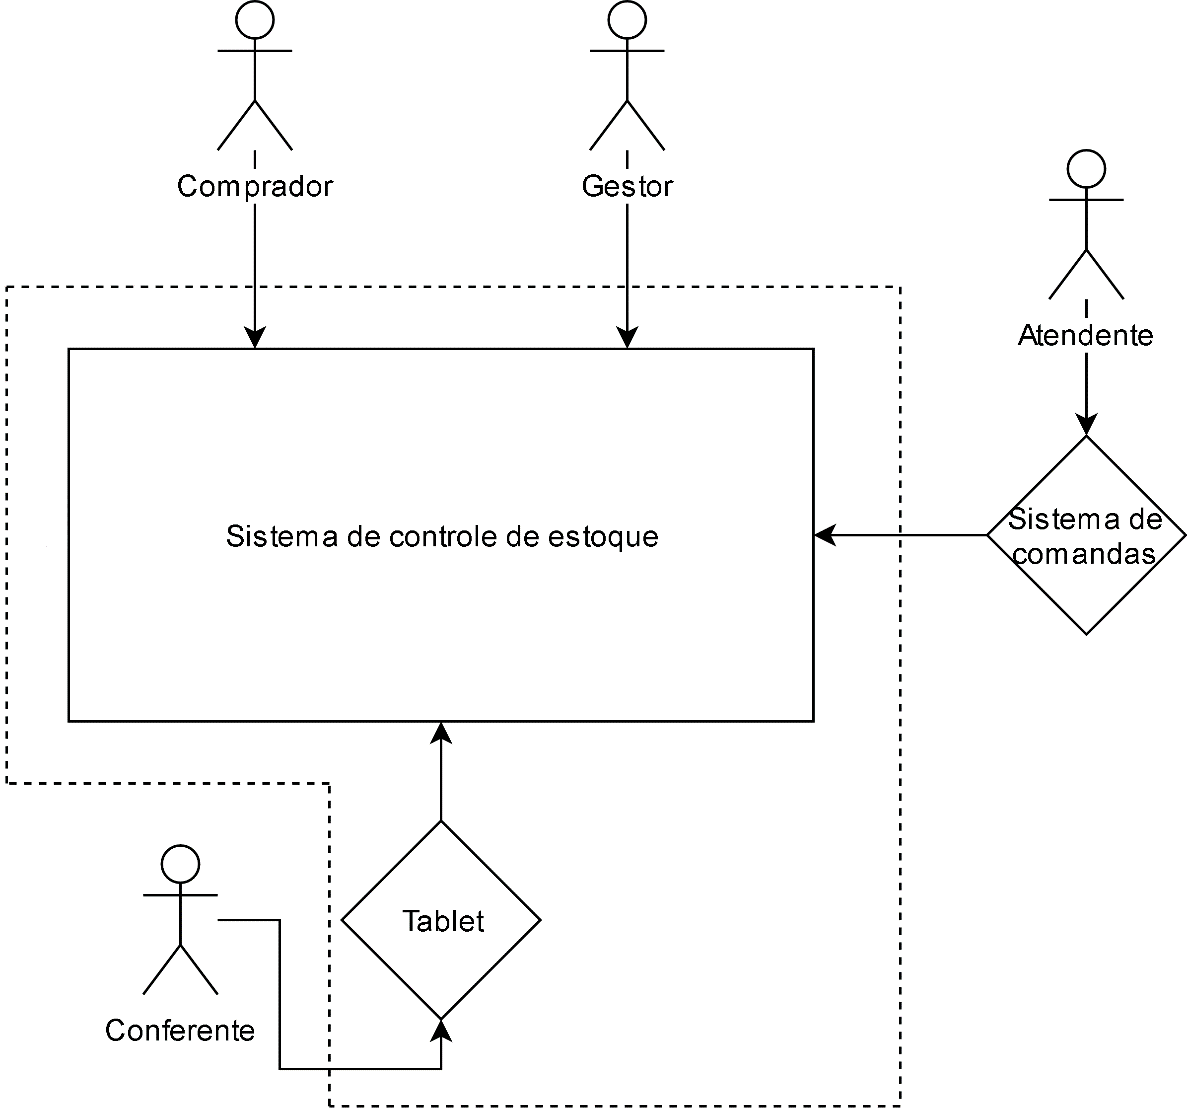 Comprador
Gestor
Atendente
Sistema de controle de estoque
Sistema de
comandas
Tablet
Conferente